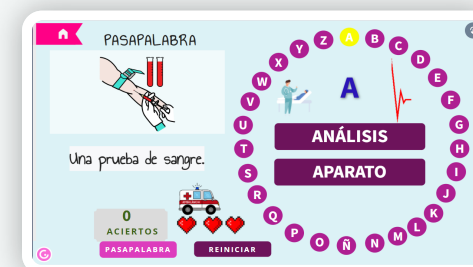 PASAPALABRA
Una prueba de sangre.
0
ACIERTOS
PASAPALABRA
REINICIAR
A
ANÁLISIS
APARATO
A
B
C
D
E
F
G
H
I
J
K
L
M
N
Ñ
O
P
Q
R
S
T
U
V
W
X
Y
Z